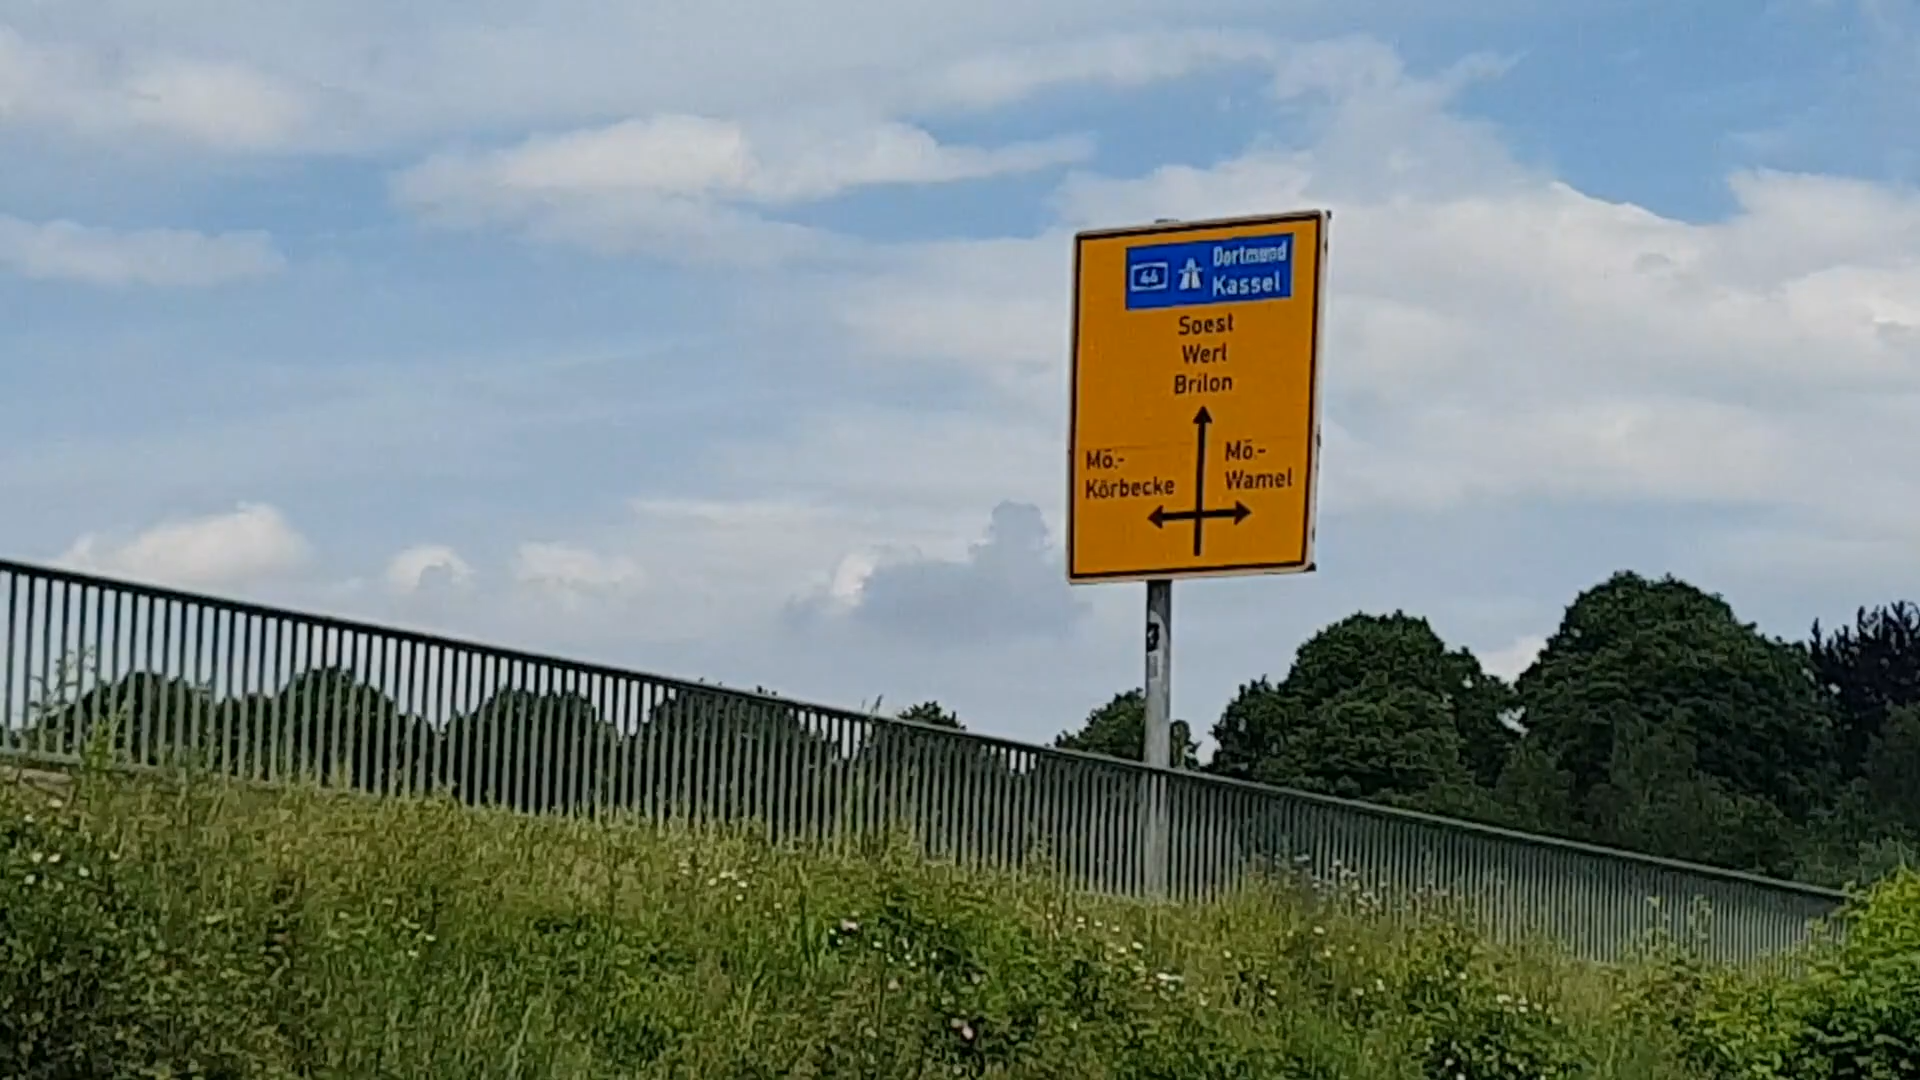 44 Dortmund
Kassel
Soest
Werl
Brilon
Mö.-
Körbecke
Mö.-
Wamel